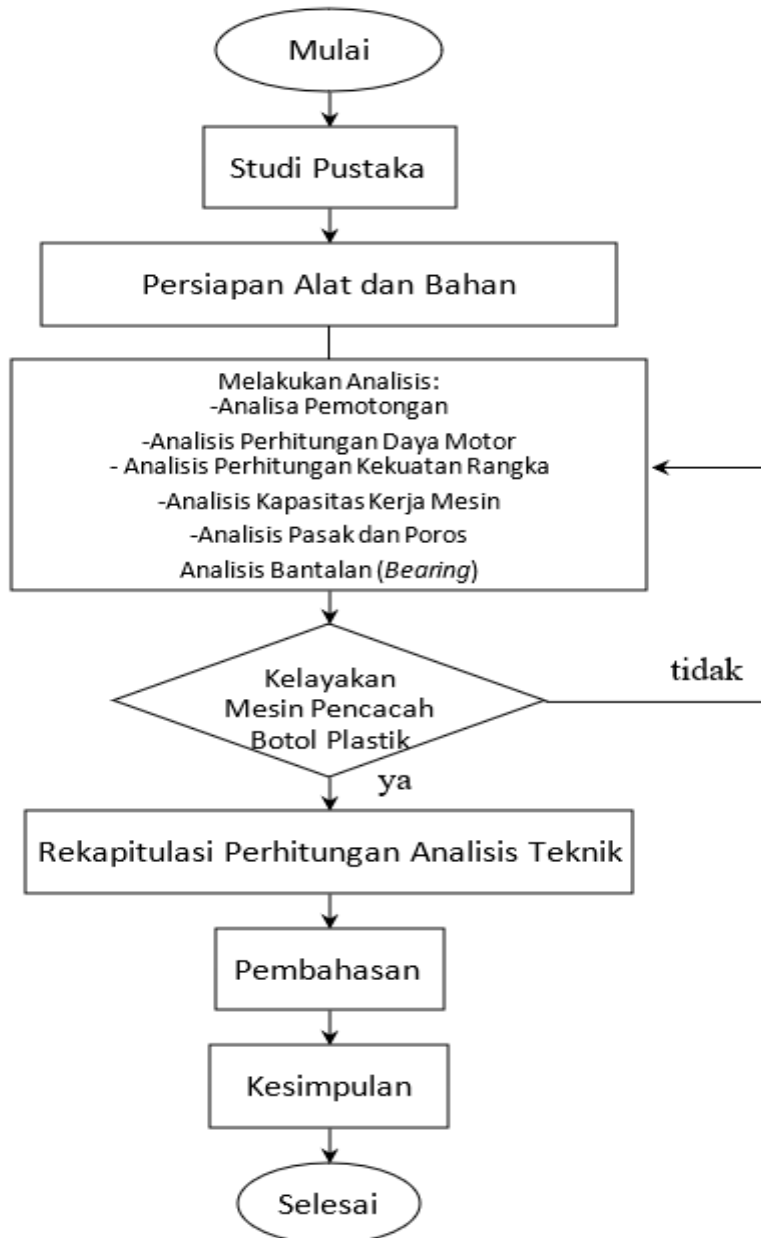 Mulai
Studi Pustaka
Persiapan Alat dan Bahan
Melakukan Analisis:
-Analisa Pemotongan
-Analisis Perhitungan Daya Motor
- Analisis Perhitungan Kekuatan Rangka
-Analisis Kapasitas Kerja Mesin
-Analisis Pasak dan Poros
Analisis Bantalan (Bearing)
Kelayakan
Mesin Pencacah
Botol Plastik
tidak
ya
Rekapitulasi Perhitungan Analisis Teknik
Pembahasan
Kesimpulan
Selesai